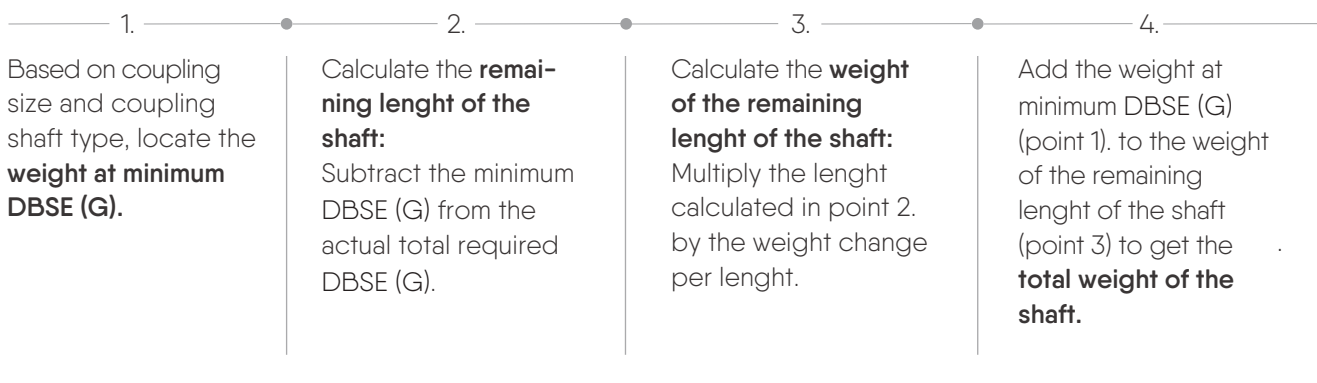 1.
Based on coupling
size and coupling
shaft type, locate the
weight at minimum
DBSE (G).
2.
Calculate the remai-
ning lenght of the
shaft:
Subtract the minimum
DBSE (G) from the
actual total required
DBSE (G).
3.
Calculate the weight
of the remaining
lenght of the shaft:
Multiply the lenght
calculated in point 2.
by the weight change
per lenght.
4.
Add the weight at
minimum DBSE (G)
(point 1). to the weight
of the remaining
lenght of the shaft
(point 3) to get the .
total weight of the
shaft.